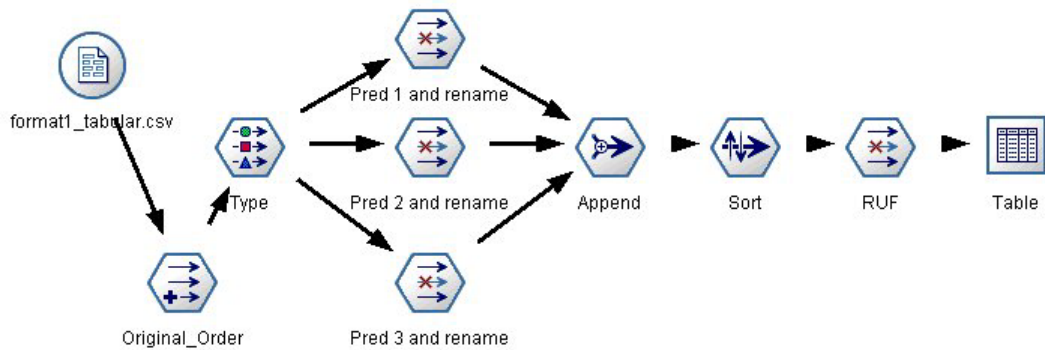 Pred 1 and rename
format1_tabular.csv
Type
Pred 2 and rename
Append
Sort
RUF
Table
Original_Order
Pred 3 and rename